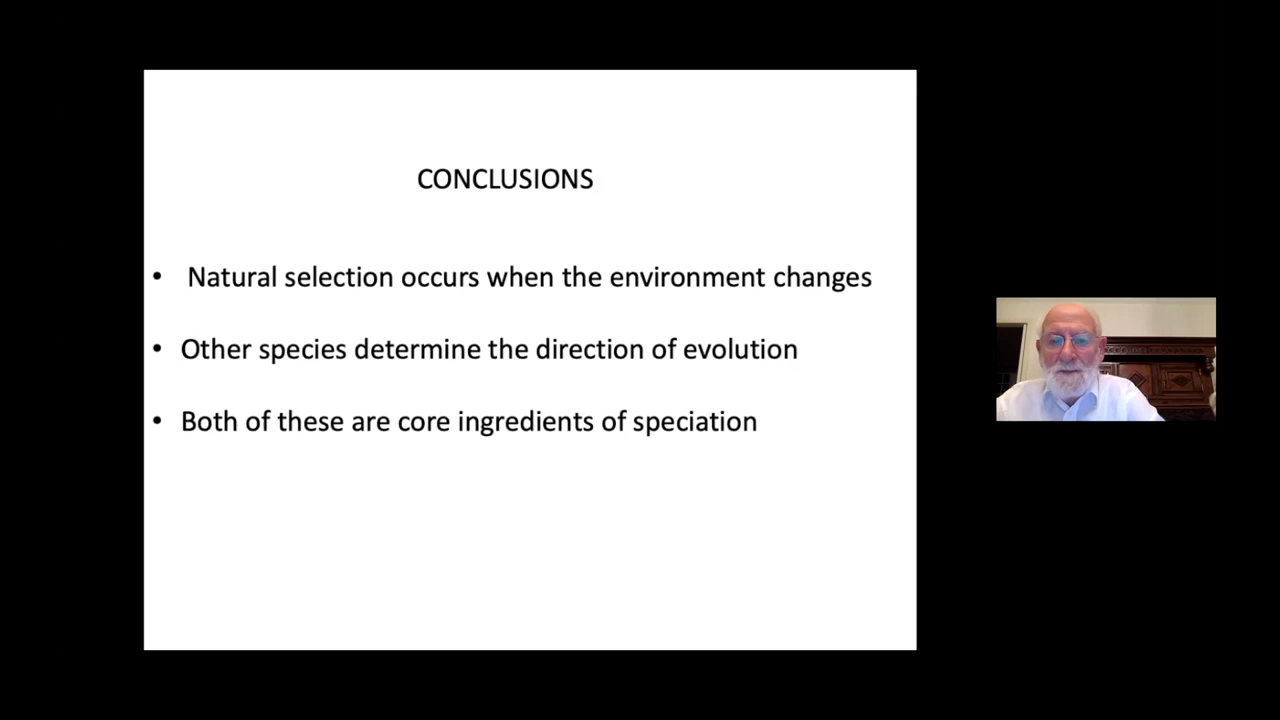 CONCLUSIONS
• Natural selection occurs when the environment changes
• Other species determine the direction of evolution
• Both of these are core ingredients of speciation